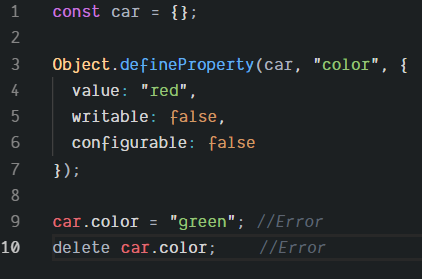 1 const car = {};
2
3 Object.defineProperty(car, "color", {
4 value: "red",
5 writable: false,
6 configurable: false
7 });
8
9 car.color = "green"; //Error
10 delete car.color; //Error